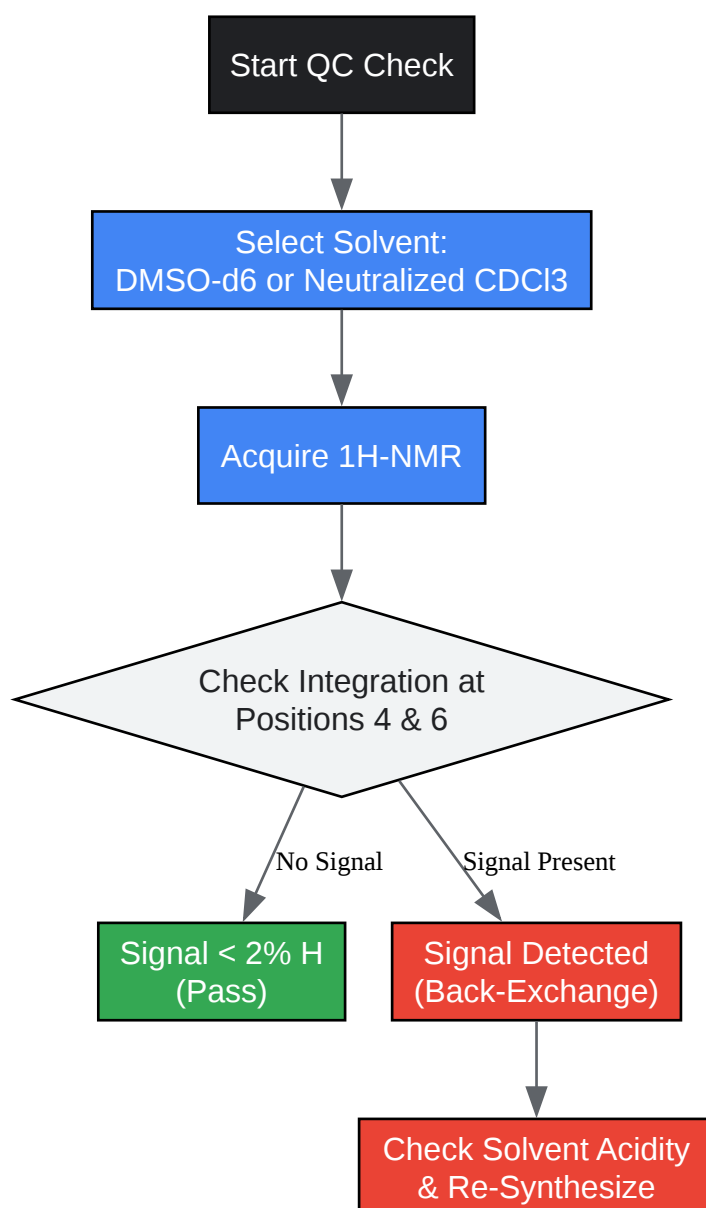 Start QC Check
Select Solvent:
DMSO-d6 or Neutralized CDCl3
Acquire 1H-NMR
Check Integration at
Positions 4 & 6
No Signal
Signal Present
Signal < 2% H
(Pass)
Signal Detected
(Back-Exchange)
Check Solvent Acidity
& Re-Synthesize